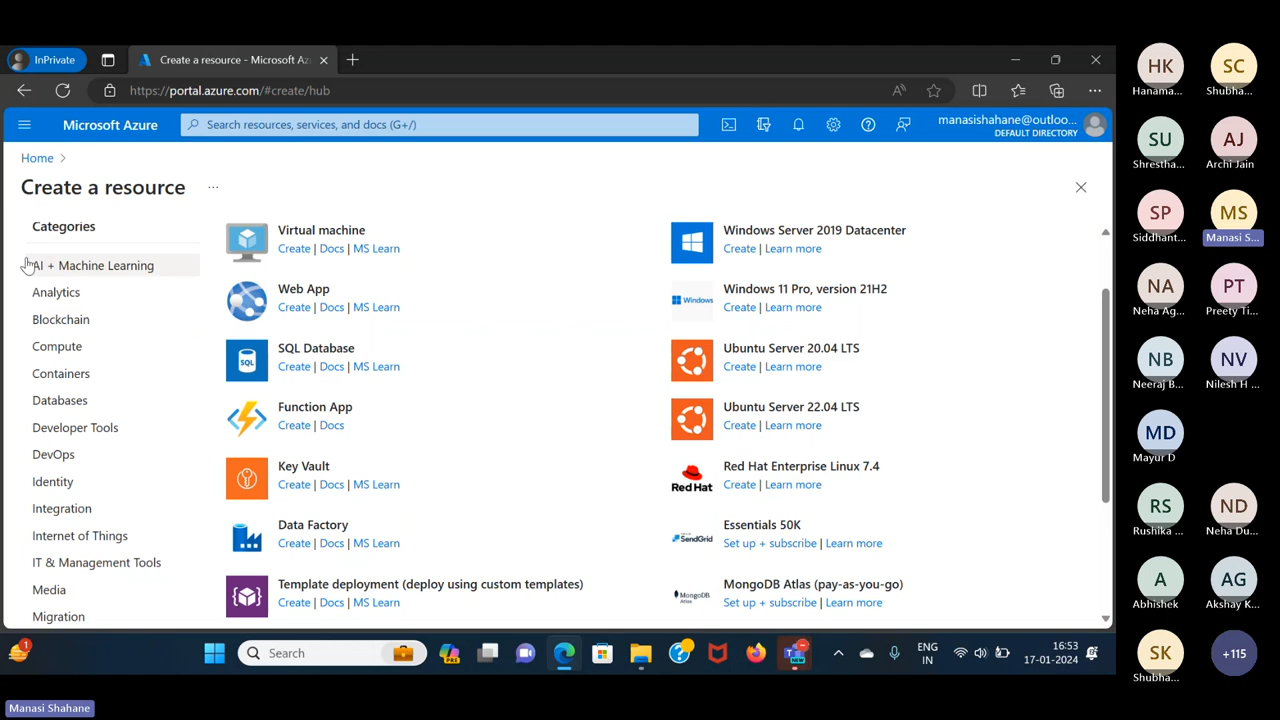 InPrivate
Create a resource - Microsoft Az
https://portal.azure.com/#create/hub
Microsoft Azure
Search resources, services, and docs (G+/)
manasishahane@outloo...
DEFAULT DIRECTORY
Home
Create a resource
...
Categories
AI + Machine Learning
Analytics
Blockchain
Compute
Containers
Databases
Developer Tools
DevOps
Identity
Integration
Internet of Things
IT & Management Tools
Media
Migration
Virtual machine
Create | Docs | MS Learn
Web App
Create | Docs | MS Learn
SQL
SQL Database
Create | Docs | MS Learn
Function App
Create | Docs
Key Vault
Create | Docs | MS Learn
Data Factory
Create | Docs | MS Learn
Template deployment (deploy using custom templates)
Create | Docs | MS Learn
Windows Server 2019 Datacenter
Create | Learn more
Windows
Windows 11 Pro, version 21H2
Create | Learn more
Ubuntu Server 20.04 LTS
Create | Learn more
Ubuntu Server 22.04 LTS
Create | Learn more
Red Hat
Red Hat Enterprise Linux 7.4
Create | Learn more
SendGrid
Essentials 50K
Set up + subscribe | Learn more
MongoDB
Atlas
MongoDB Atlas (pay-as-you-go)
Set up + subscribe | Learn more
1
Search
PRE
NEW
ENG
IN
16:53
17-01-2024
Manasi Shahane
HK
Hanama...
SC
Shubha...
SU
Shrestha...
AJ
Archi Jain
SP
Siddhant...
MS
Manasi S...
NA
Neha Ag...
PT
Preety Ti...
NB
Neeraj B...
NV
Nilesh H ...
MD
Mayur D
RS
Rushika ...
ND
Neha Du...
A
Abhishek
AG
Akshay K...
SK
Shubha...
+115